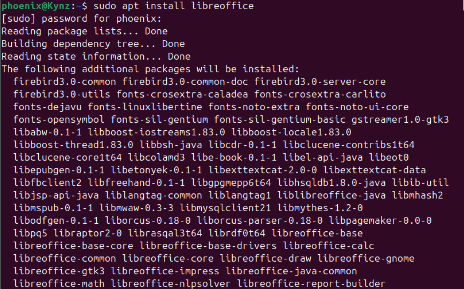 phoenix@Kynz:~$ sudo apt install libreoffice
[sudo] password for phoenix:
Reading package lists... Done
Building dependency tree... Done
Reading state information... Done
The following additional packages will be installed:
firebird3.0-common firebird3.0-common-doc firebird3.0-server-core
firebird3.0-utils fonts-crosextra-caladea fonts-crosextra-carlito
fonts-dejavu fonts-linuxlibertine fonts-noto-extra fonts-noto-ui-core
fonts-opensymbol fonts-sil-gentium fonts-sil-gentium-basic gstreamer1.0-gtk3
libabw-0.1-1 libboost-iostreams1.83.0 libboost-locale1.83.0
libboost-thread1.83.0 libbsh-java libcdr-0.1-1 libclucene-contribs1t64
libclucene-core1t64 libcolamd3 libe-book-0.1-1 libel-api-java libeot0
libepubgen-0.1-1 libetonyek-0.1-1 libexttextcat-2.0-0 libexttextcat-data
libfbclient2 libfreehand-0.1-1 libgpgmepp6t64 libhsqldb1.8.0-java libib-util
libjsp-api-java liblangtag-common liblangtag1 liblibreoffice-java libmhash2
libmspub-0.1-1 libmwaw-0.3-3 libmysqlclient21 libmythes-1.2-0
libodfgen-0.1-1 liborcus-0.18-0 liborcus-parser-0.18-0 libpagemaker-0.0-0
libpq5 libraptor2-0 librasqal3t64 librdf0t64 libreoffice-base
libreoffice-base-core libreoffice-base-drivers libreoffice-calc
libreoffice-common libreoffice-core libreoffice-draw libreoffice-gnome
libreoffice-gtk3 libreoffice-impress libreoffice-java-common
libreoffice-math libreoffice-nlpsolver libreoffice-report-builder